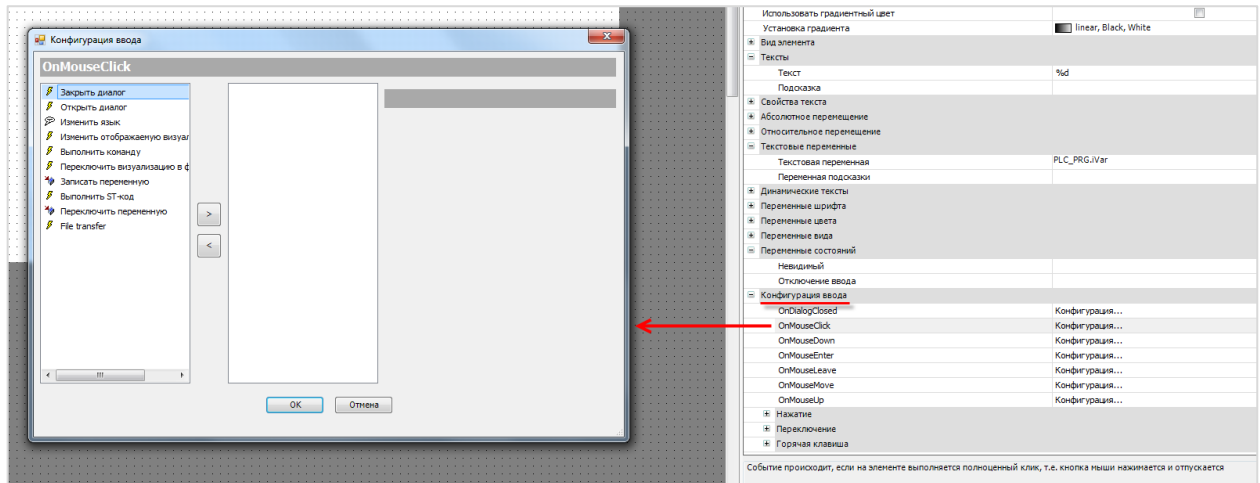 Конфигурация ввода
OnMouseClick
Закрыть диалог
Открыть диалог
Изменить язык
Изменить отображаемую визуал
Выполнить команду
Переключить визуализацию в ф
Записать переменную
Выполнить ST-код
Переключить переменную
File transfer
>
<
OK
Отмена
Использовать градиентный цвет
Установка градиента linear, Black, White
Вид элемента
Тексты
Текст %d
Подсказка
Свойства текста
Абсолютное перемещение
Относительное перемещение
Текстовые переменные
Текстовая переменная PLC_PRG.iVar
Переменная подсказки
Динамические тексты
Переменные шрифта
Переменные цвета
Переменные вида
Переменные состояний
Невидимый
Отключение ввода
Конфигурация ввода
OnDialogClosed Конфигурация...
OnMouseClick Конфигурация...
OnMouseDown Конфигурация...
OnMouseEnter Конфигурация...
OnMouseLeave Конфигурация...
OnMouseMove Конфигурация...
OnMouseUp Конфигурация...
Нажатие
Переключение
Горячая клавиша
Событие происходит, если на элементе выполняется полноценный клик, т.е. кнопка мыши нажимается и отпускается